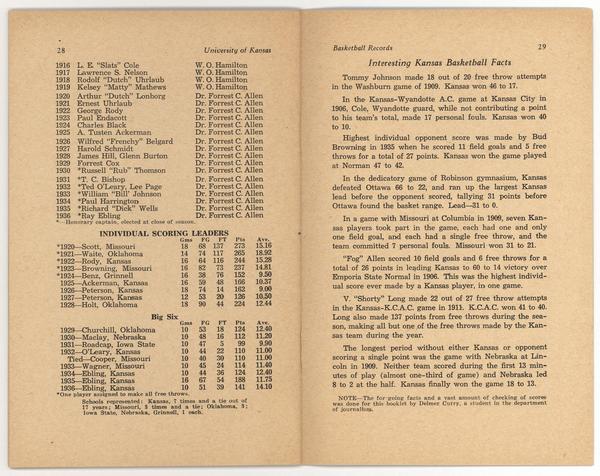 28 University of Kansas
1916 L. E. "Slats" Cole W. O. Hamilton
1917 Lawrence S. Nelson W. O. Hamilton
1918 Rodolf "Dutch" Uhrlaub W. O. Hamilton
1919 Kelsey "Matty" Mathews W. O. Hamilton
1920 Arthur "Dutch" Lonborg Dr. Forrest C. Allen
1921 Ernest Uhrlaub Dr. Forrest C. Allen
1922 George Rody Dr. Forrest C. Allen
1923 Paul Endacott Dr. Forrest C. Allen
1924 Charles Black Dr. Forrest C. Allen
1925 A. Tusten Ackerman Dr. Forrest C. Allen
1926 Wilfred "Frenchy" Belgard Dr. Forrest C. Allen
1927 Harold Schmidt Dr. Forrest C. Allen
1928 James Hill, Glenn Burton Dr. Forrest C. Allen
1929 Forrest Cox Dr. Forrest C. Allen
1930 *Russell "Rub" Thomson Dr. Forrest C. Allen
1931 *T. C. Bishop Dr. Forrest C. Allen
1932 *Ted O'Leary, Lee Page Dr. Forrest C. Allen
1933 *William "Bill' Johnson Dr. Forrest C. Allen
1934 *Paul Harrington Dr. Forrest C. Allen
1935 *Richard "Dick" Wells Dr. Forrest C. Allen
1936 *Ray Ebling Dr. Forrest C. Allen
*—Honorary captain, elected at close of season.
INDIVIDUAL SCORING LEADERS
Gms FG FT Pts Ave.
*1920—Scott, Missouri 18 68 137 273 15.16
*1921—Waite, Oklahoma 14 74 117 265 18.92
*1922—Rody, Kansas 16 64 116 244 15.28
*1923—Browning, Missouri 16 82 73 237 14.81
*1924—Benz, Grinnell 16 38 76 152 9.50
1925—Ackerman, Kansas 16 59 48 166 10.37
1926—Peterson, Kansas 18 74 14 162 9.00
1927—Peterson, Kansas 12 53 20 126 10.50
1928—Holt, Oklahoma 18 90 44 224 12.44
Big Six
Gms FG FT Pts Ave.
1929—Churchill, Oklahoma 10 53 18 124 12.40
1930—Maclay, Nebraska 10 48 16 112 11.20
1931—Roadcap, Iowa State 10 47 5 99 9.90
1932—O'Leary, Kansas 10 44 22 110 11.00
Tied—Cooper, Missouri 10 40 30 110 11.00
1933—Wagner, Missouri 10 45 24 114 11.40
1934—Ebling, Kansas 10 44 36 124 12.40
1935—Ebling, Kansas 16 67 54 188 11.75
1936—Ebling, Kansas 10 51 39 141 14.10
*One player assigned to make all free throws.
Schools represented: Kansas, 7 times and a tie out of
17 years; Missouri, 3 times and a tie; Oklahoma, 3;
Iowa State, Nebraska, Grinnell, 1 each.
Basketball Records 29
Interesting Kansas Basketball Facts
Tommy Johnson made 18 out of 20 free throw attempts
in the Washburn game of 1909. Kansas won 46 to 17.
In the Kansas-Wyandotte A.C. game at Kansas City in
1906, Cole, Wyandotte guard, while not contributing a point
to his team's total, made 17 personal fouls. Kansas won 40
to 10.
Highest individual opponent score was made by Bud
Browning in 1935 when he scored 11 field goals and 5 free
throws for a total of 27 points. Kansas won the game played
at Norman 47 to 42.
In the dedicatory game of Robinson gymnasium, Kansas
defeated Ottawa 66 to 22, and ran up the largest Kansas
lead before the opponent scored, tallying 31 points before
Ottawa found the basket range. Lead—31 to 0.
In a game with Missouri at Columbia in 1909, seven Kan-
sas players took part in the game, each had one and only
one field goal, and each had a single free throw, and the
team committed 7 personal fouls. Missouri won 31 to 21.
"Fog" Allen scored 10 field goals and 6 free throws for a
total of 26 points in leading Kansas to 60 to 14 victory over
Emporia State Normal in 1906. This was the highest individ-
ual score ever made by a Kansas player, in one game.
V. "Shorty" Long made 22 out of 27 free throw attempts
in the Kansas-K.C.A.C. game in 1911. K.C.A.C. won 41 to 40.
Long also made 137 points from free throws during the sea-
son, making all but one of the free throws made by the Kan-
sas team during the year.
The longest period without either Kansas or opponent
scoring a single point was the game with Nebraska at Lin-
coln in 1909. Neither team scored during the first 13 min-
utes of play (almost one-third of game) and Nebraska led
8 to 2 at the half. Kansas finally won the game 18 to 13.
NOTE—The for going facts and a vast amount of checking of scores
was done for this booklet by Delmer Curry, a student in the department
of journalism.